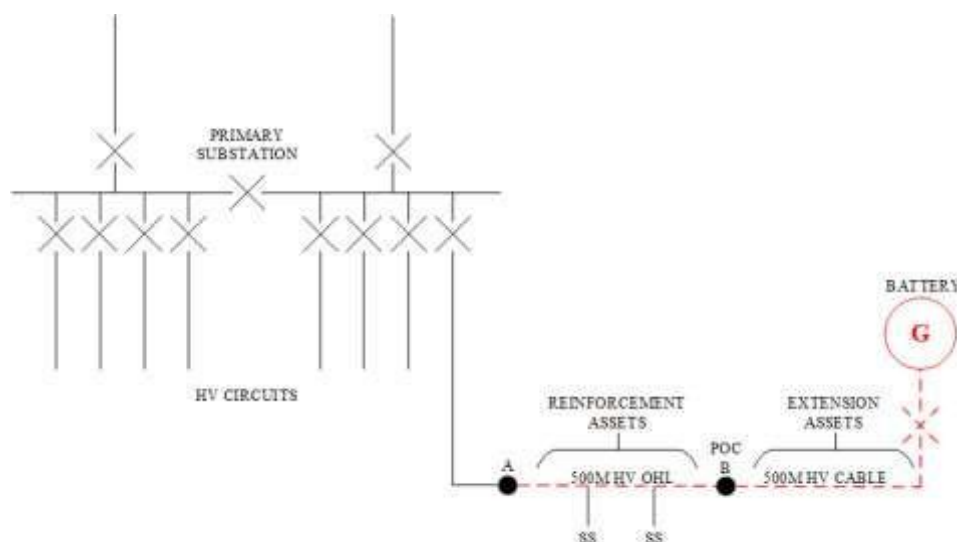 PRIMARY
SUBSTATION
BATTERY
G
HV CIRCUITS
REINFORCEMENT
ASSETS
EXTENSION
ASSETS
POC
A
B
500M HV OHL
500M HV CABLE
SS
SS